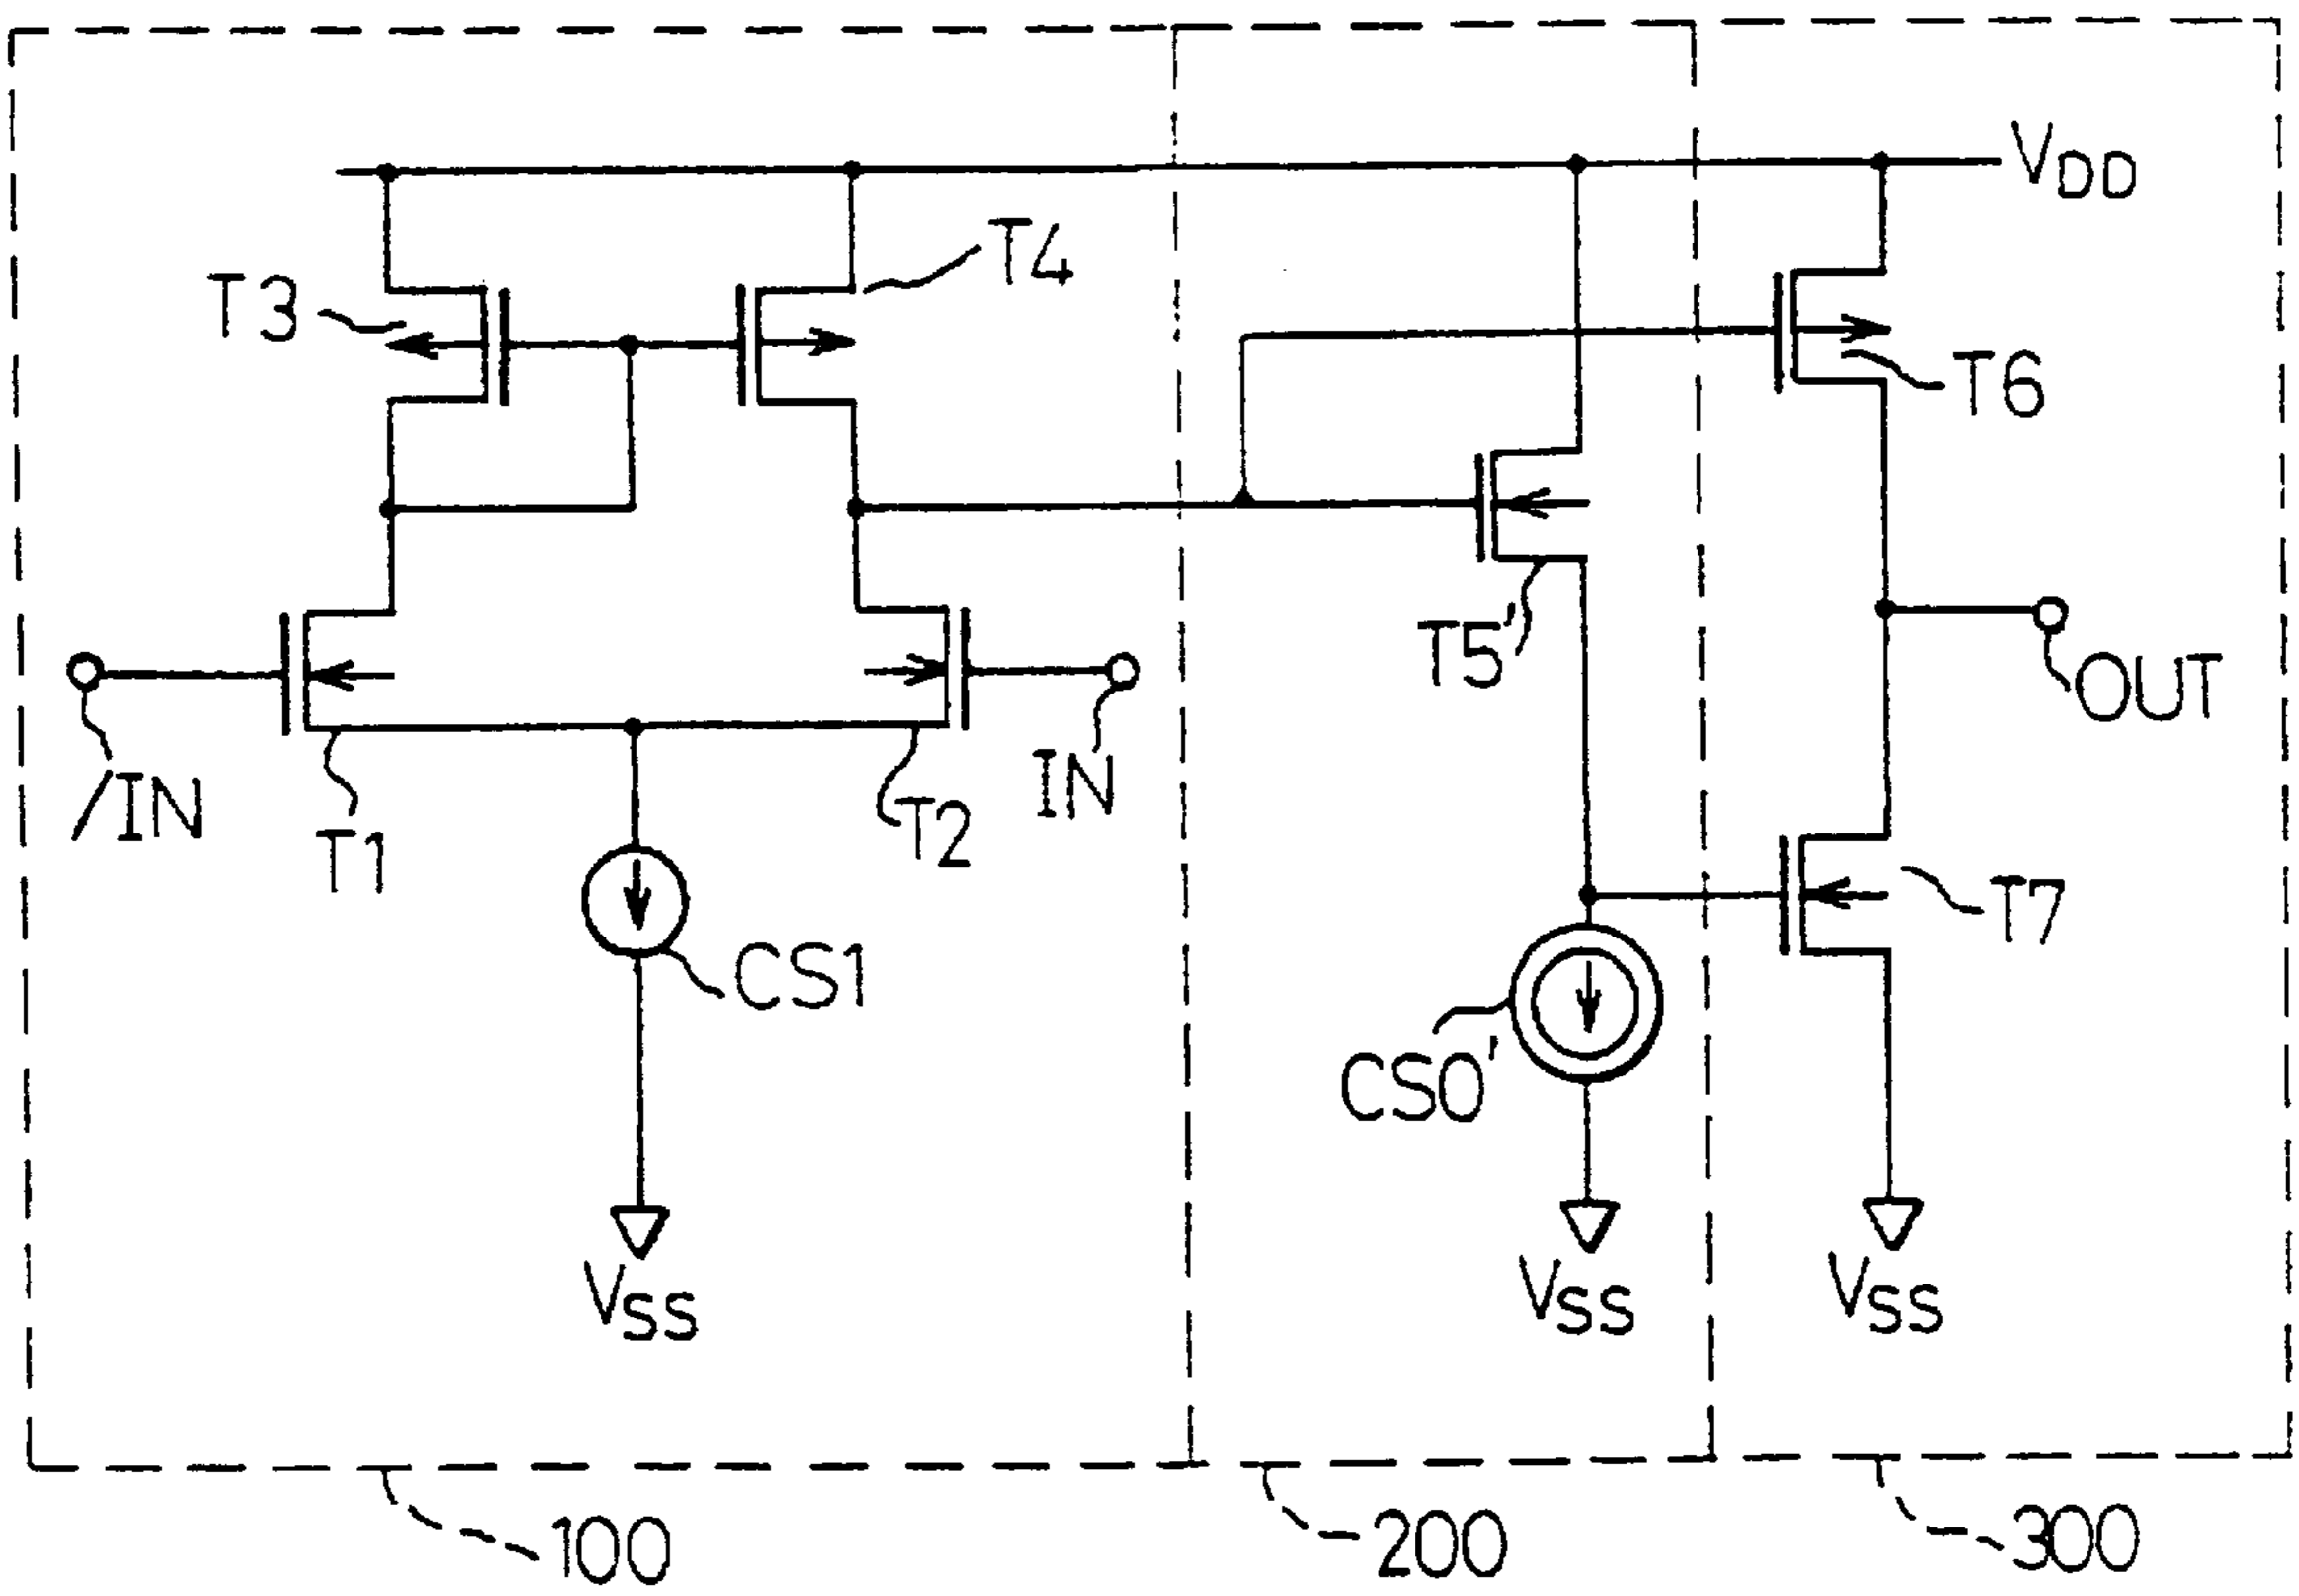 VDD
T4
T3
T6
T5'
OUT
/IN
IN
T1
T2
T7
CS1
CS0'
VSS
VSS
VSS
100
200
300